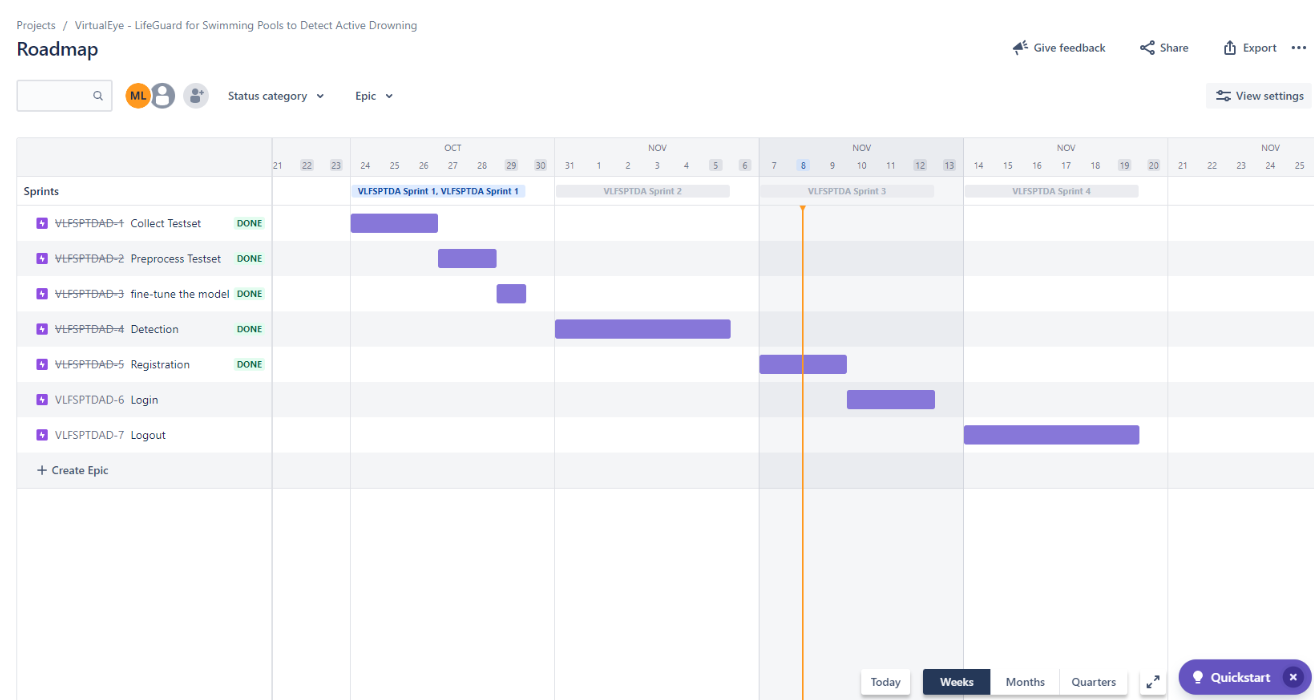 Projects / VirtualEye - LifeGuard for Swimming Pools to Detect Active Drowning
Roadmap
Give feedback Share Export
ML Status category Epic View settings
OCT NOV NOV NOV NOV
21 22 23 24 25 26 27 28 29 30 31 1 2 3 4 5 6 7 8 9 10 11 12 13 14 15 16 17 18 19 20 21 22 23 24 25
Sprints VLFSPTDA Sprint 1, VLFSPTDA Sprint 1 VLFSPTDA Sprint 2 VLFSPTDA Sprint 3 VLFSPTDA Sprint 4
VLFSPTDAD-1 Collect Testset DONE
VLFSPTDAD-2 Preprocess Testset DONE
VLFSPTDAD-3 fine-tune the model DONE
VLFSPTDAD-4 Detection DONE
VLFSPTDAD-5 Registration DONE
VLFSPTDAD-6 Login
VLFSPTDAD-7 Logout
+ Create Epic
Today Weeks Months Quarters Quickstart